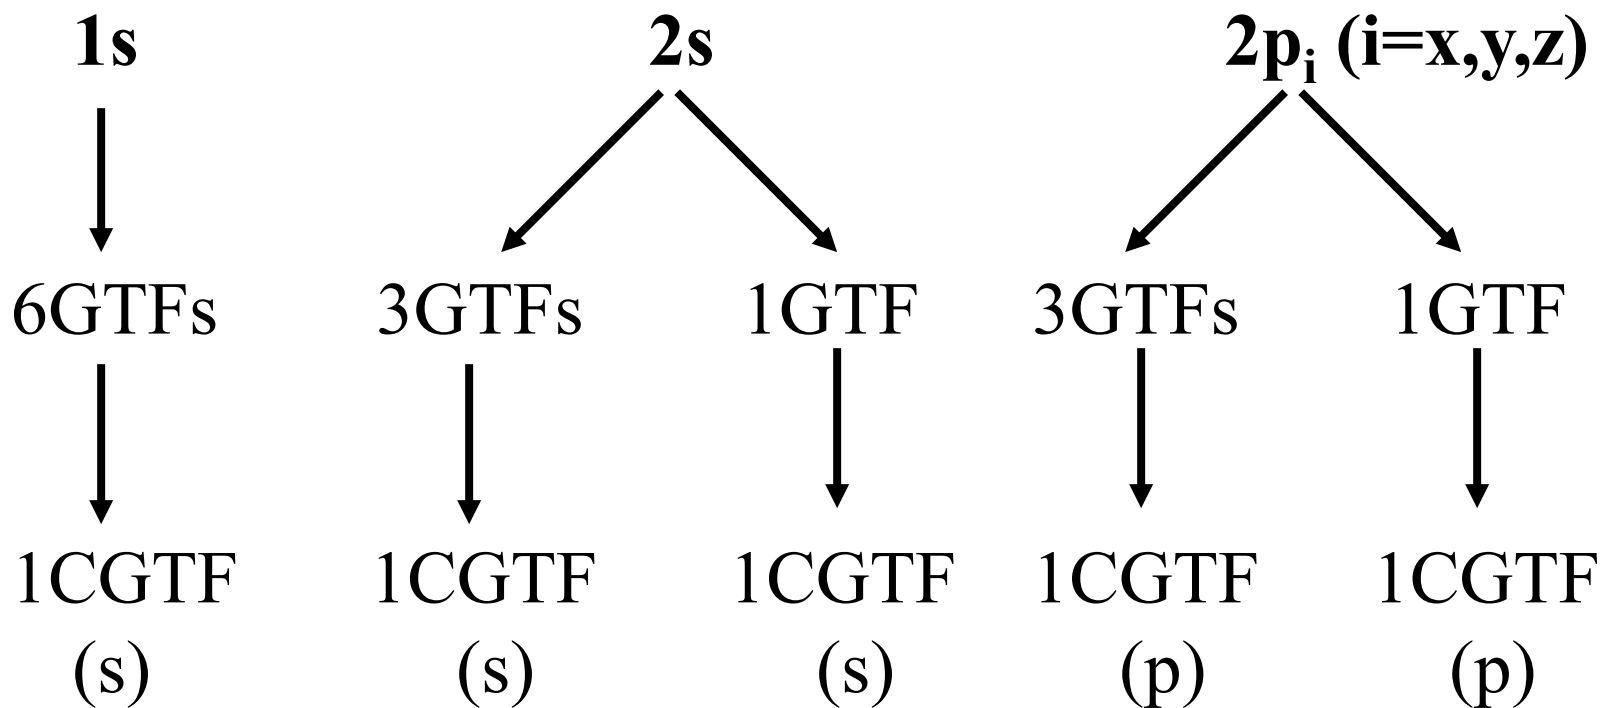 1s 2s 2pi (i=x,y,z)
6GTFs 3GTFs 1GTF 3GTFs 1GTF
1CGTF 1CGTF 1CGTF 1CGTF 1CGTF
(s) (s) (s) (p) (p)